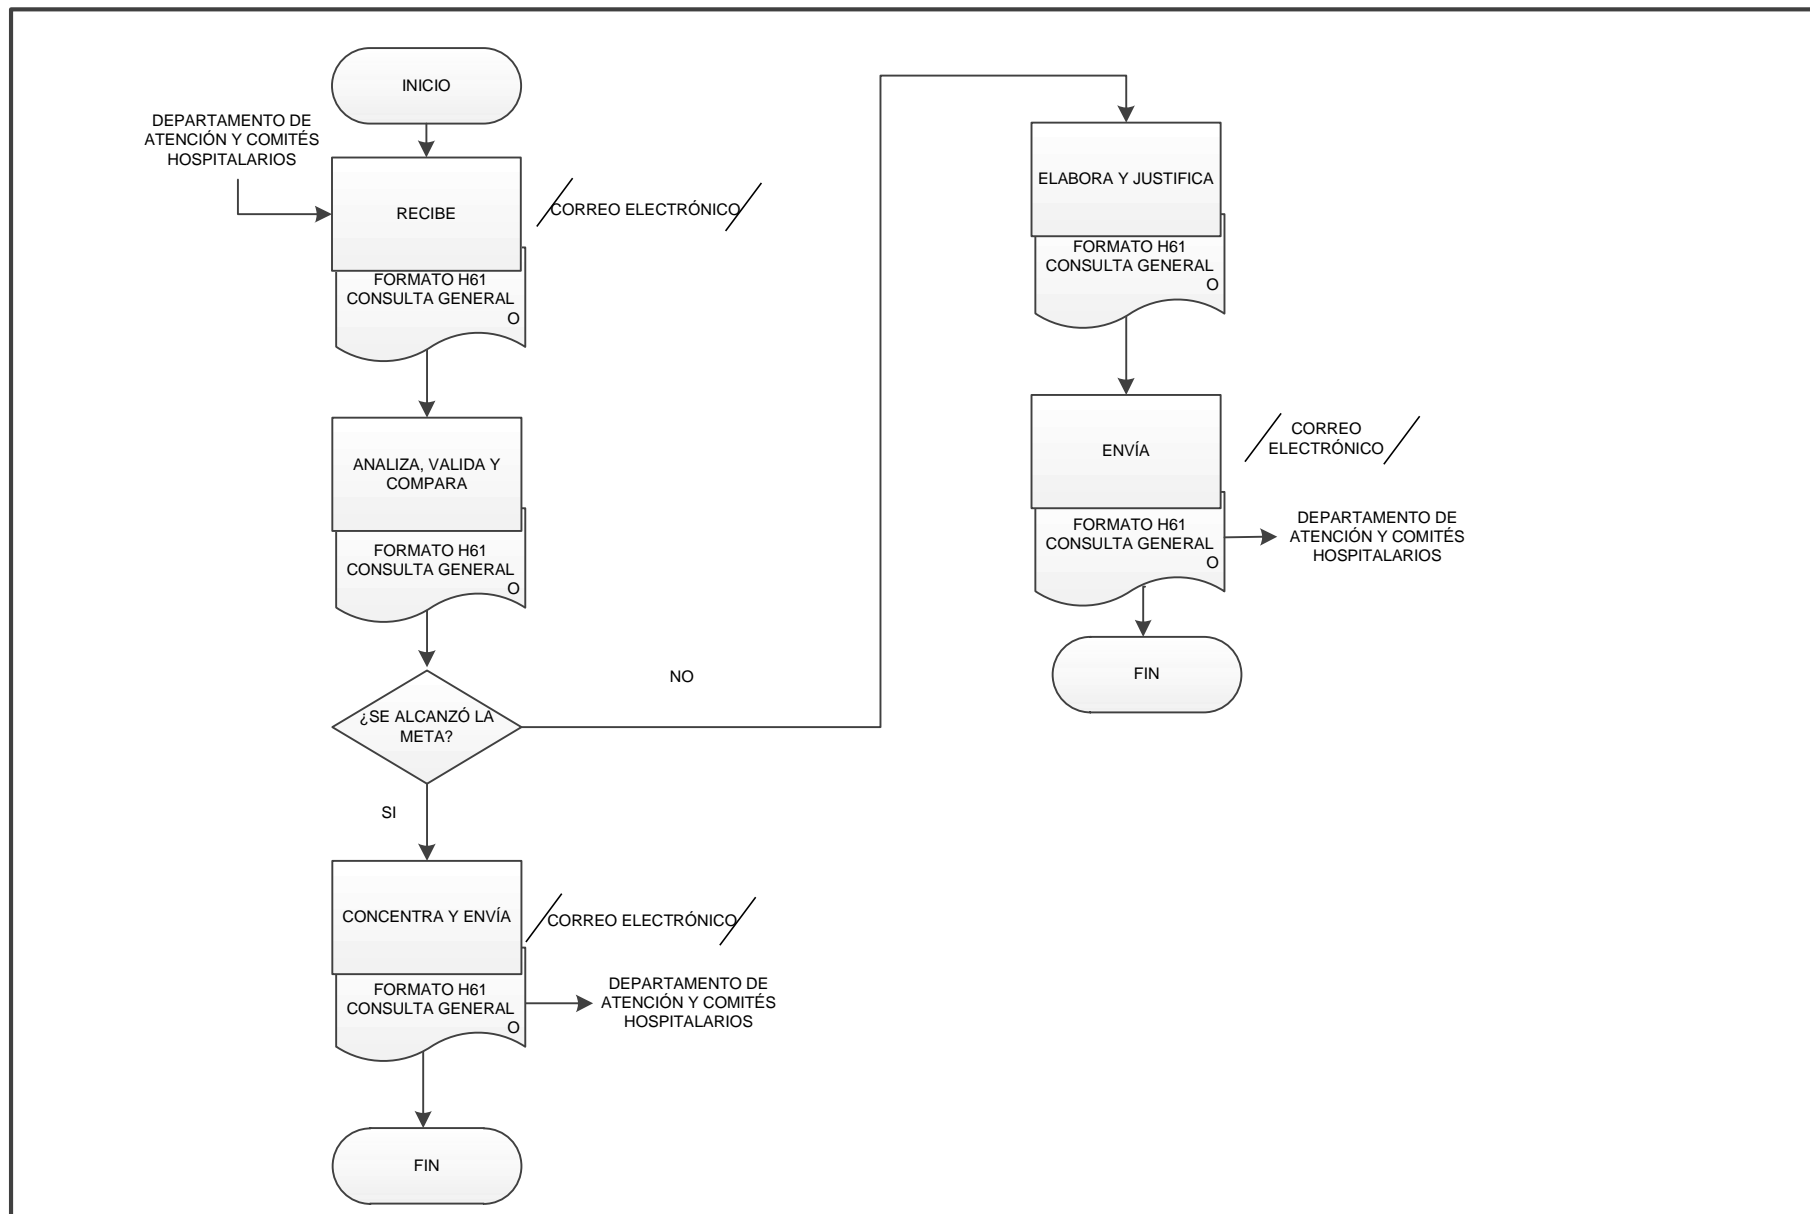 INICIO
DEPARTAMENTO DE
ATENCIÓN Y COMITÉS
HOSPITALARIOS
RECIBE
CORREO ELECTRÓNICO
FORMATO H61
CONSULTA GENERAL
O
ANALIZA, VALIDA Y
COMPARA
FORMATO H61
CONSULTA GENERAL
O
¿SE ALCANZÓ LA
META?
NO
SI
CONCENTRA Y ENVÍA
CORREO ELECTRÓNICO
FORMATO H61
CONSULTA GENERAL
O
DEPARTAMENTO DE
ATENCIÓN Y COMITÉS
HOSPITALARIOS
FIN
ELABORA Y JUSTIFICA
FORMATO H61
CONSULTA GENERAL
O
ENVÍA
CORREO
ELECTRÓNICO
FORMATO H61
CONSULTA GENERAL
O
DEPARTAMENTO DE
ATENCIÓN Y COMITÉS
HOSPITALARIOS
FIN